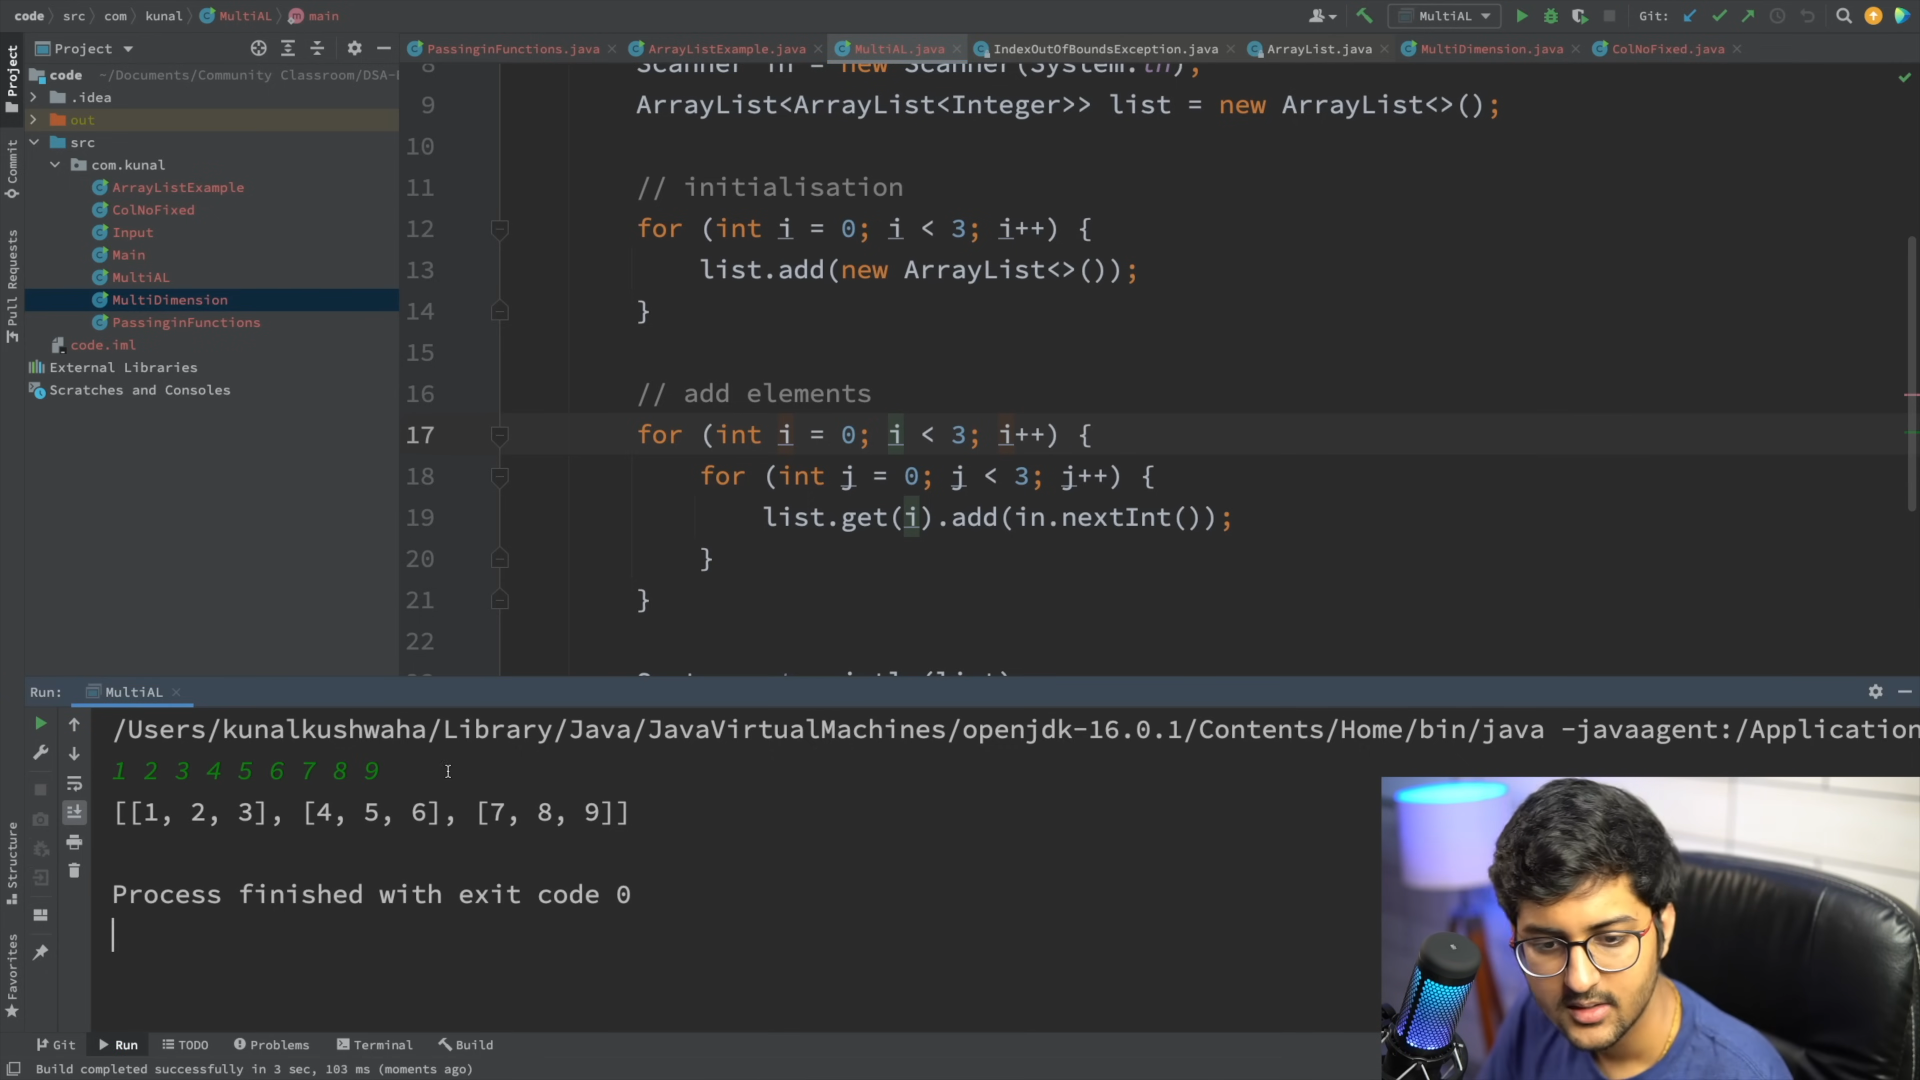 code src com kunal MultiAL main
MultiAL Git:
Project
PassinginFunctions.java ArrayListExample.java MultiAL.java IndexOutOfBoundsException.java ArrayList.java MultiDimension.java ColNoFixed.java
code ~/Documents/Community Classroom/DSA-
.idea
out
src
com.kunal
ArrayListExample
ColNoFixed
Input
Main
MultiAL
MultiDimension
PassinginFunctions
code.iml
External Libraries
Scratches and Consoles
Project
Commit
Pull Requests
Structure
Favorites
8 Scanner in = new Scanner(System.in);
9 ArrayList<ArrayList<Integer>> list = new ArrayList<>();
10
11 // initialisation
12 for (int i = 0; i < 3; i++) {
13 list.add(new ArrayList<>());
14 }
15
16 // add elements
17 for (int i = 0; i < 3; i++) {
18 for (int j = 0; j < 3; j++) {
19 list.get(i).add(in.nextInt());
20 }
21 }
22
Run: MultiAL
/Users/kunalkushwaha/Library/Java/JavaVirtualMachines/openjdk-16.0.1/Contents/Home/bin/java -javaagent:/Application
1 2 3 4 5 6 7 8 9
[[1, 2, 3], [4, 5, 6], [7, 8, 9]]
Process finished with exit code 0
Git Run TODO Problems Terminal Build
Build completed successfully in 3 sec, 103 ms (moments ago)